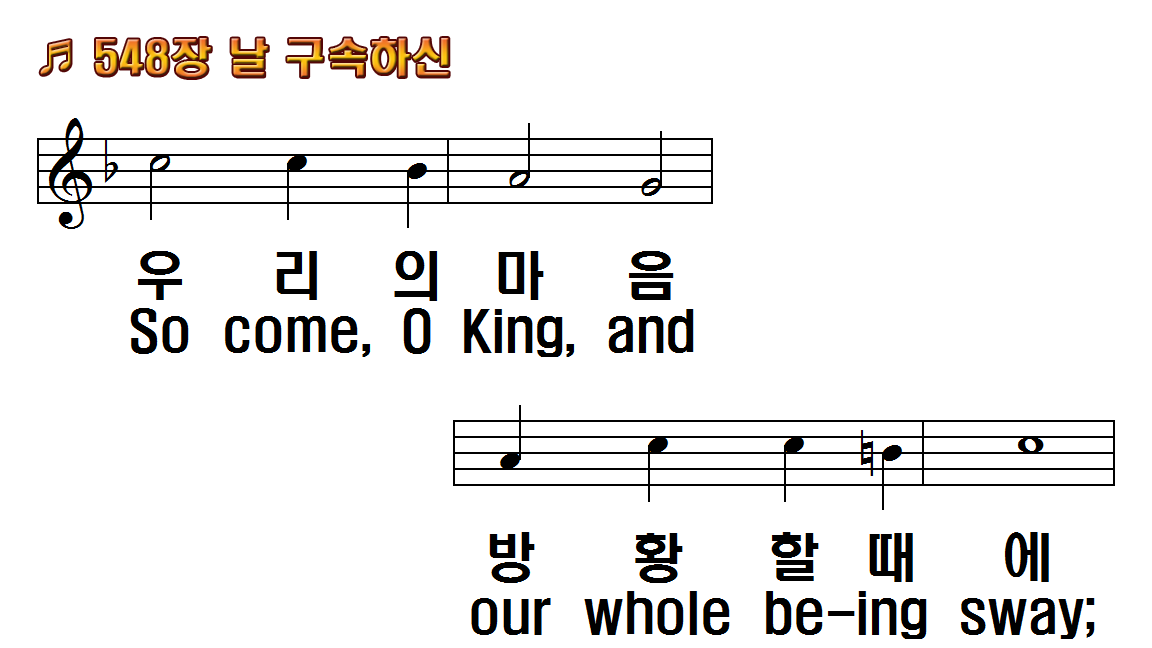 ♬ 548장 날 구속하신
우 리 의 마 음
So come, O King, and
방 황 할 때 에
our whole be-ing sway;